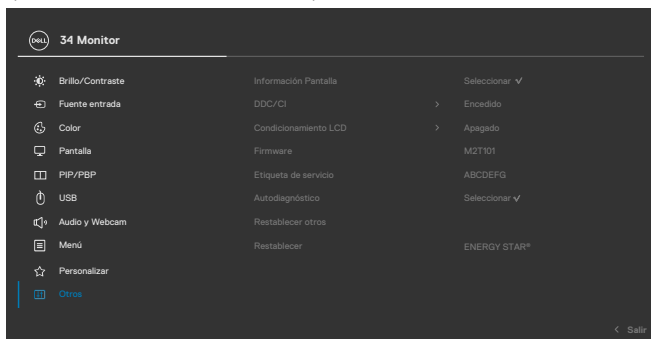 DELL 34 Monitor
Brillo/Contraste Información Pantalla Seleccionar ✓
Fuente entrada DDC/CI > Encedido
Color Condicionamiento LCD > Apagado
Pantalla Firmware M2T101
PIP/PBP Etiqueta de servicio ABCDEFG
USB Autodiagnóstico Seleccionar ✓
Audio y Webcam Restablecer otros
Menú Restablecer ENERGY STAR®
Personalizar
Otros
< Salir